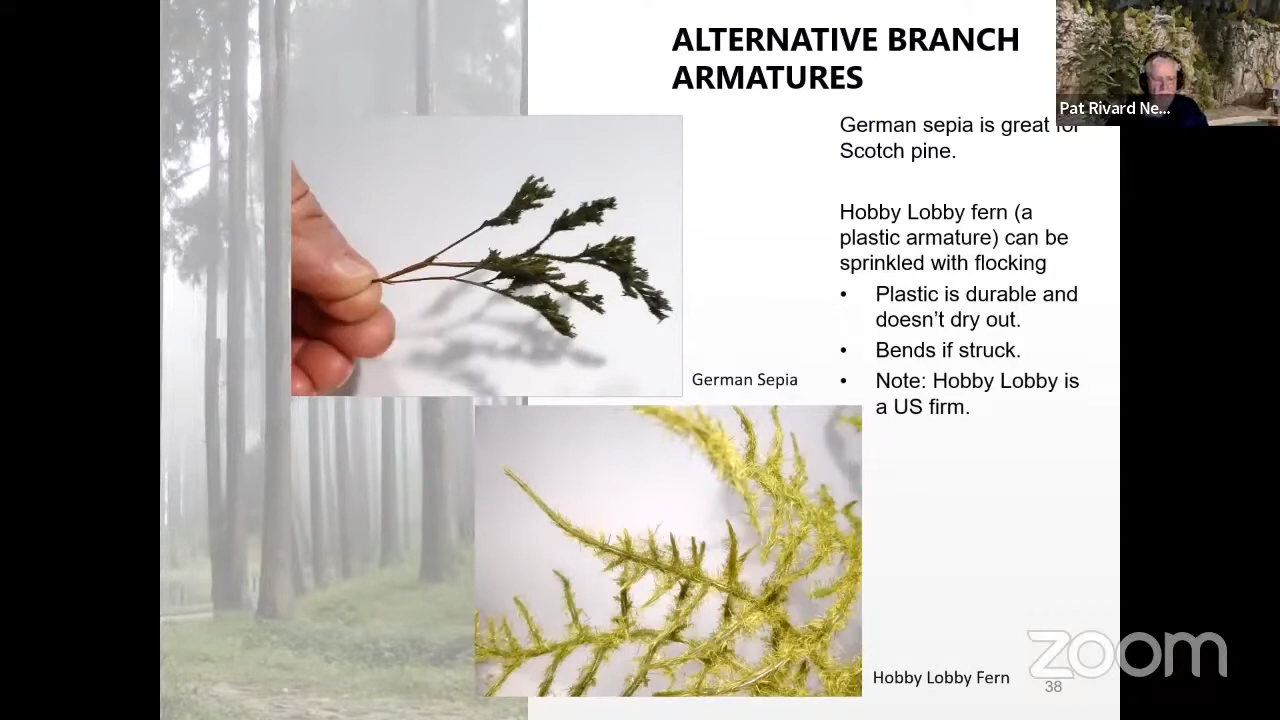 ALTERNATIVE BRANCH
ARMATURES
Pat Rivard Ne...
German sepia is great for
Scotch pine.
Hobby Lobby fern (a
plastic armature) can be
sprinkled with flocking
• Plastic is durable and
doesn’t dry out.
• Bends if struck.
• Note: Hobby Lobby is
a US firm.
German Sepia
Hobby Lobby Fern
zoom
38